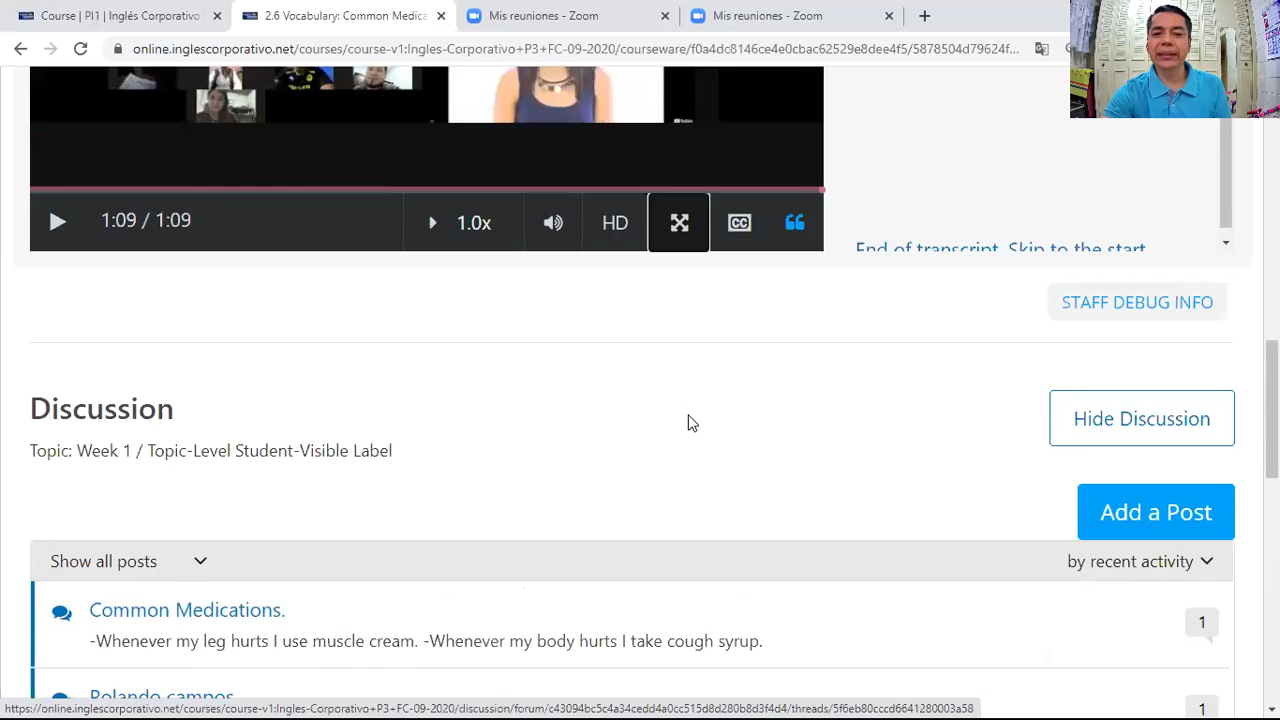 Course | PI1 | Inglés Corporativo
2.6 Vocabulary: Common Medica
Mis reuniones - Zoom
Mis reuniones - Zoom
online.inglescorporativo.net/courses/course-v1:Ingles-Corporativo+P3+FC-09-2020/courseware/f0a4dc8146ce4e0cbac62529e8dee4f5/5878504d79624f...
1:09 / 1:09
1.0x
HD
CC
End of transcript. Skip to the start.
STAFF DEBUG INFO
Discussion
Hide Discussion
Topic: Week 1 / Topic-Level Student-Visible Label
Add a Post
Show all posts
by recent activity
Common Medications.
1
-Whenever my leg hurts I use muscle cream. -Whenever my body hurts I take cough syrup.
Rolando campos
1
https://online.inglescorporativo.net/courses/course-v1:Ingles-Corporativo+P3+FC-09-2020/discussion/forum/c43094bc5c4a34cedd4a0cc515d8d280b8d3f4d4/threads/5f6eb80cccd6641280003a58